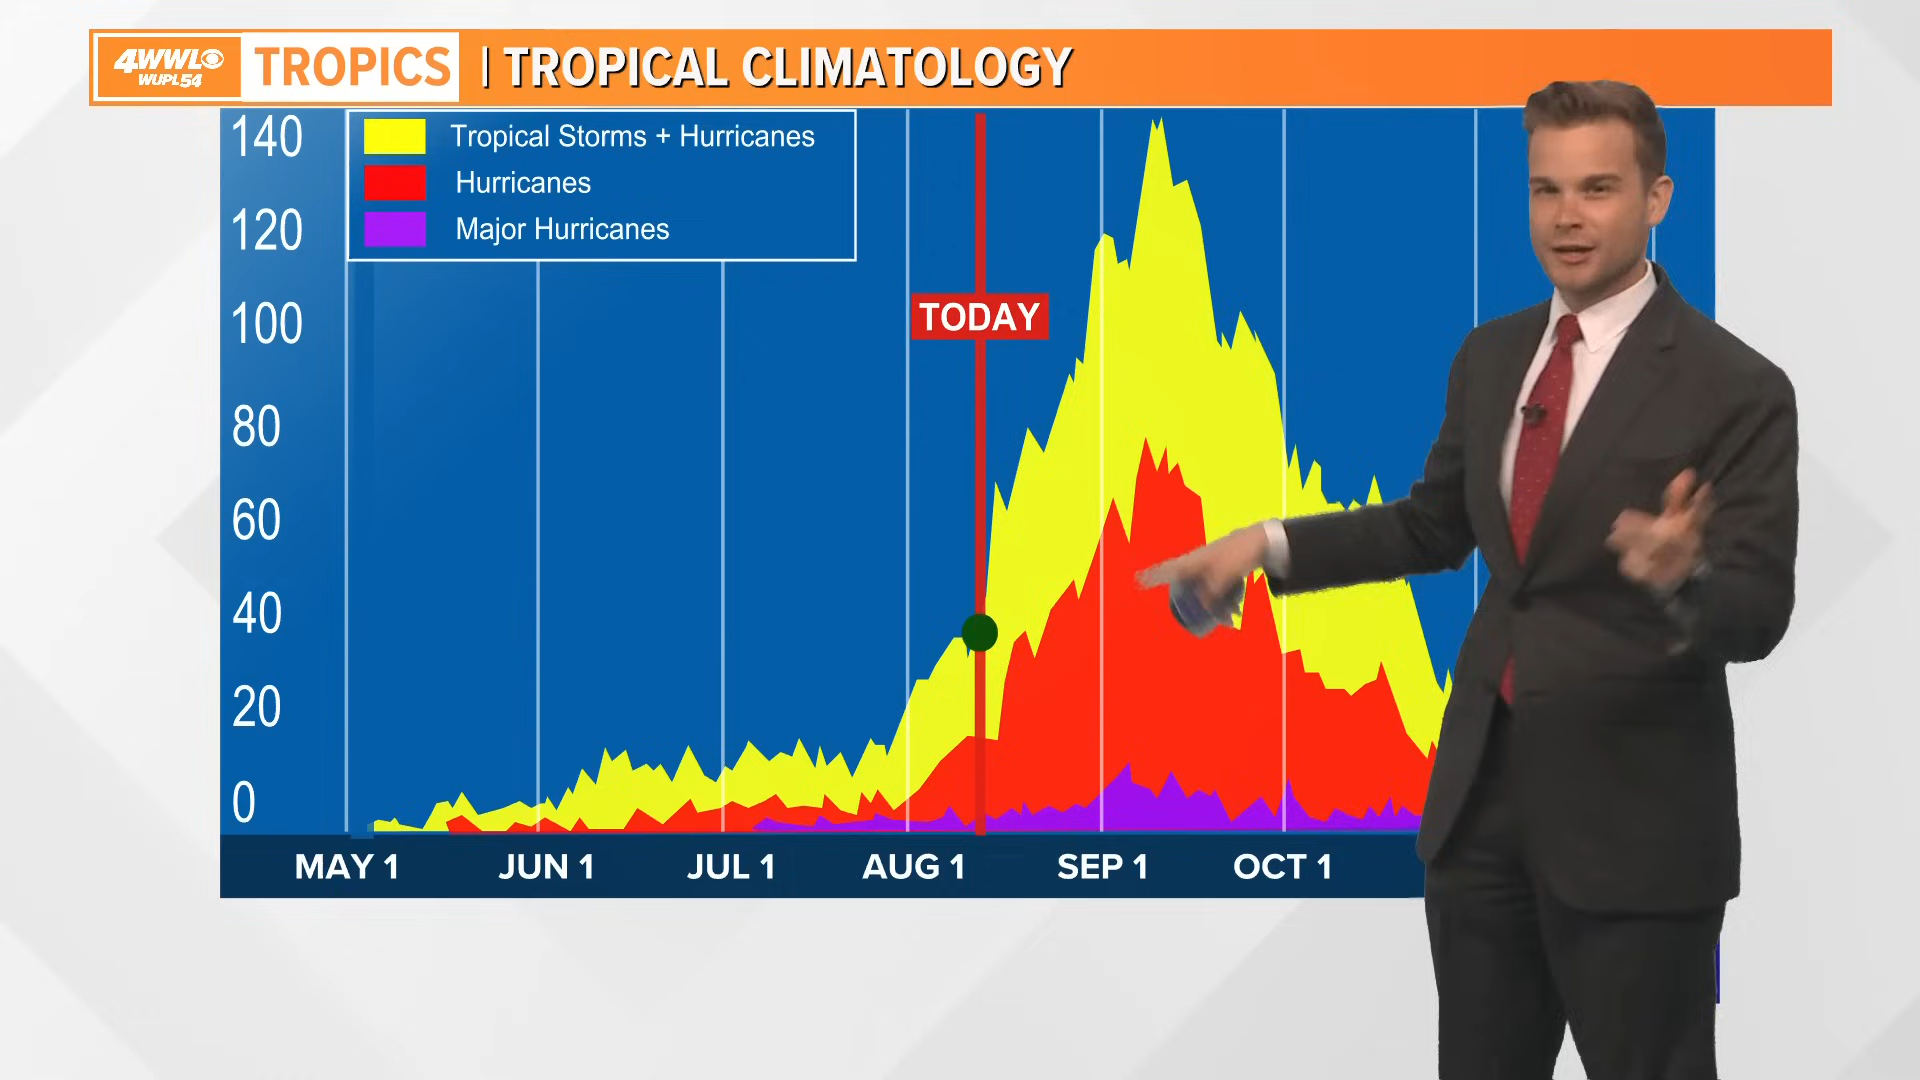 4WWL
WUPL54
TROPICS
| TROPICAL CLIMATOLOGY
140
120
100
80
60
40
20
0
Tropical Storms + Hurricanes
Hurricanes
Major Hurricanes
TODAY
MAY 1
JUN 1
JUL 1
AUG 1
SEP 1
OCT 1